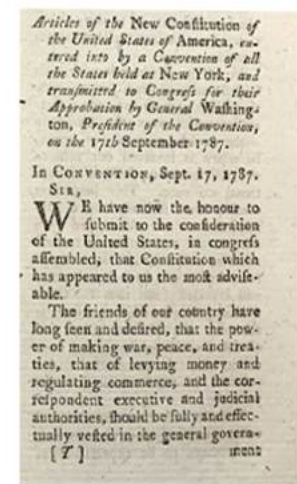 Articles of the New Conſtitution of
the United States of America, en-
tered into by a Convention of all
the States held at New York, and
tranſmitted to Congreſs for their
Approbation by General Waſhing-
ton, Preſident of the Convention,
on the 17th September 1787.
In CONVENTION, Sept. 17, 1787.
SIR,
WE have now the honour to
ſubmit to the conſideration
of the United States, in congreſs
aſſembled, that Conſtitution which
has appeared to us the moſt adviſe-
able.
The friends of our country have
long ſeen and deſired, that the pow-
er of making war, peace, and trea-
ties, that of levying money and
regulating commerce, and the cor-
reſpondent executive and judicial
authorities, ſhould be fully and effec-
tually veſted in the general govern-
[T] ment